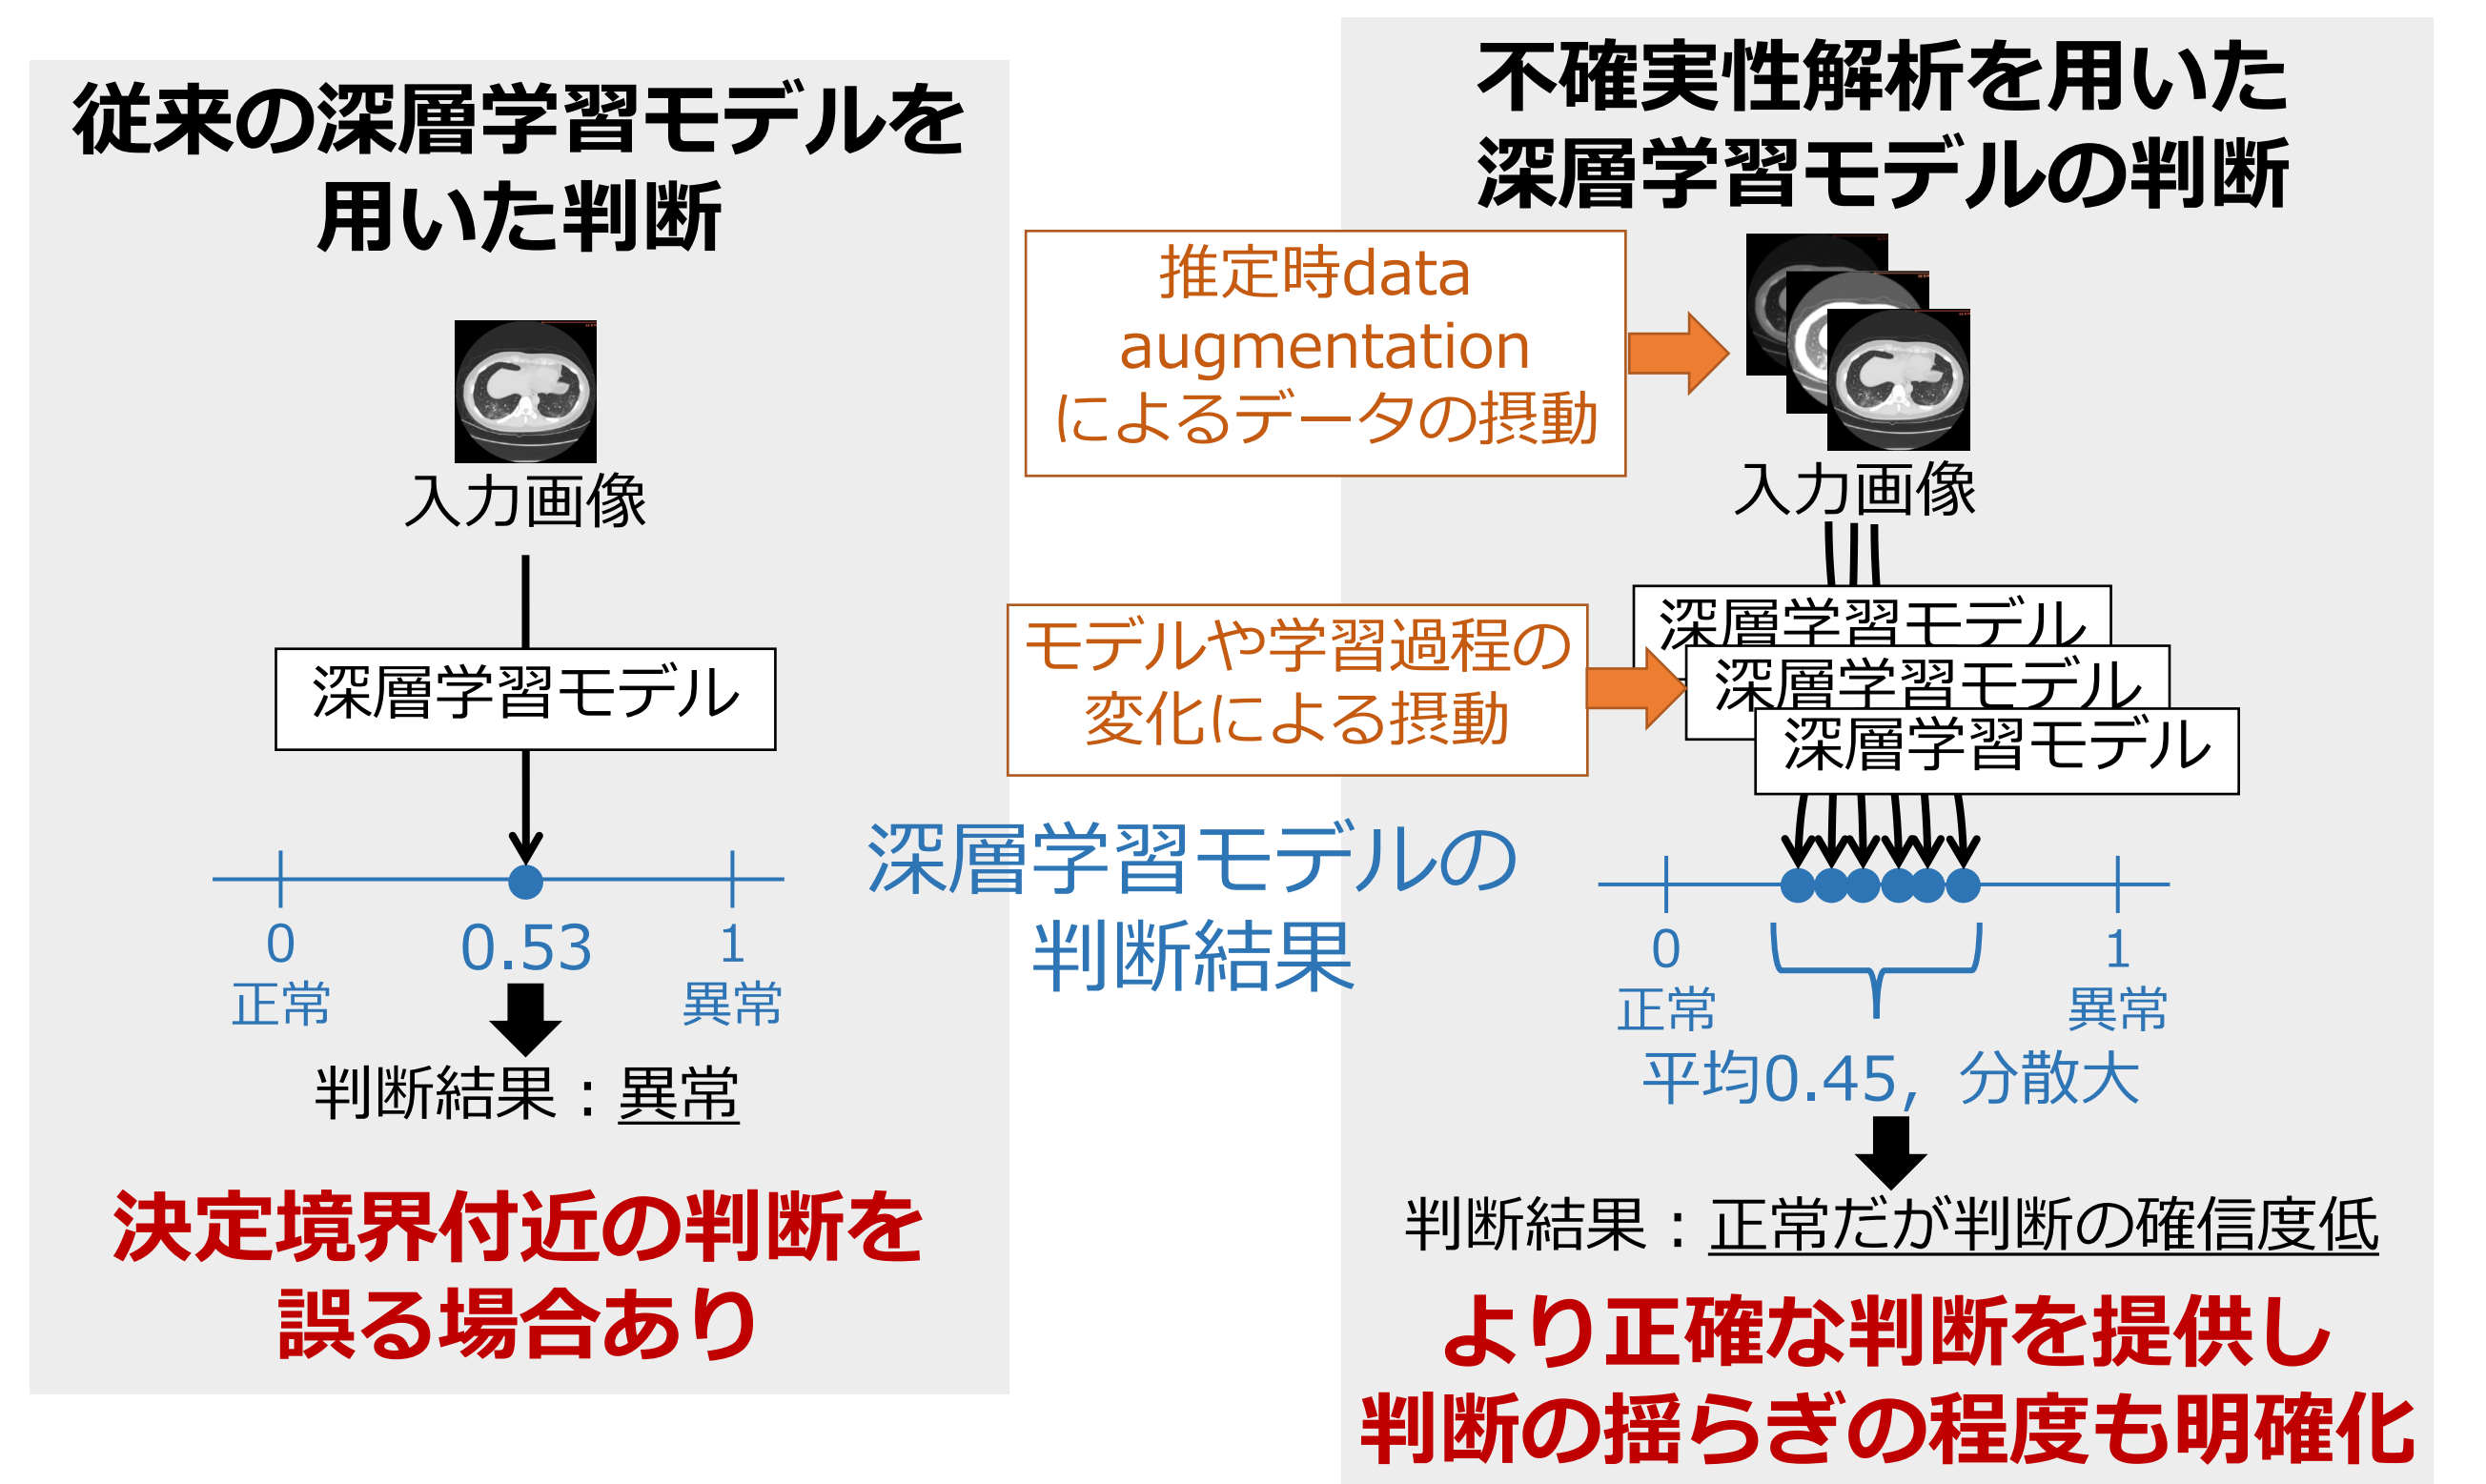 従来の深層学習モデルを
用いた判断
入力画像
深層学習モデル
0
0.53
1
正常
異常
判断結果：異常
決定境界付近の判断を
誤る場合あり
推定時data
augmentation
によるデータの摂動
モデルや学習過程の
変化による摂動
深層学習モデルの
判断結果
不確実性解析を用いた
深層学習モデルの判断
入力画像
深層学習モデル
深層学習モデル
深層学習モデル
0
1
正常
異常
平均0.45, 分散大
判断結果：正常だが判断の確信度低
より正確な判断を提供し
判断の揺らぎの程度も明確化